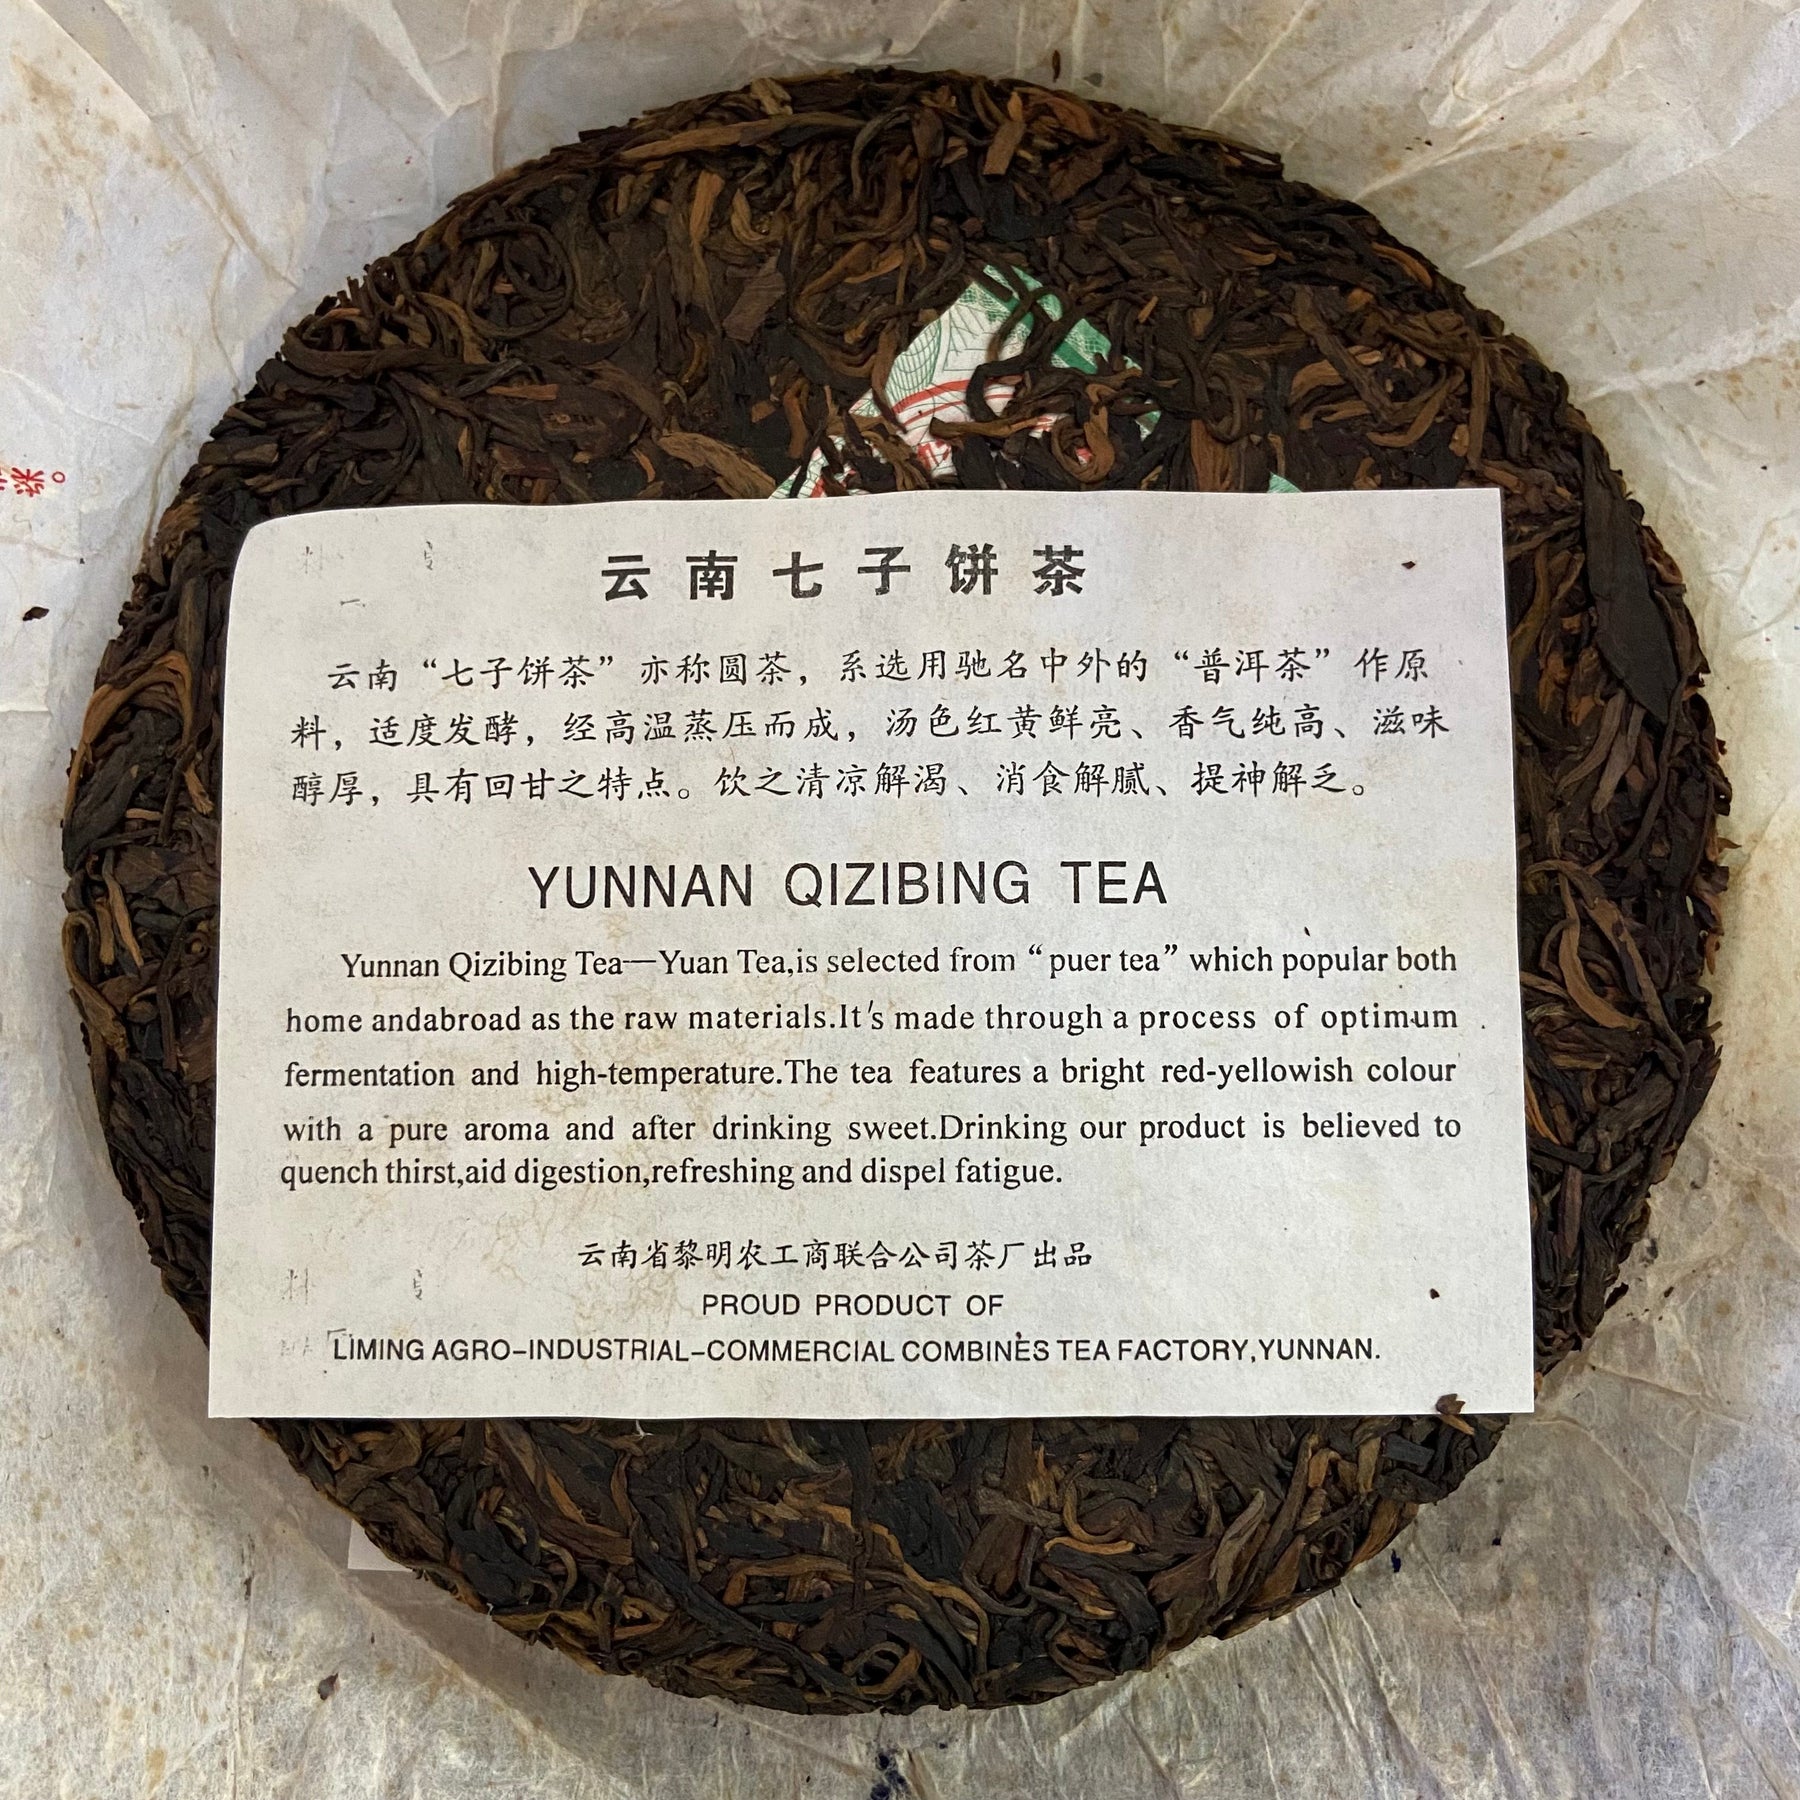 云南七子饼茶
云南“七子饼茶”亦称圆茶，系选用驰名中外的“普洱茶”作原
料，适度发酵，经高温蒸压而成，汤色红黄鲜亮、香气纯高、滋味
醇厚，具有回甘之特点。饮之清凉解渴、消食解腻、提神解乏。
YUNNAN QIZIBING TEA
Yunnan Qizibing Tea—Yuan Tea,is selected from “puer tea” which popular both
home andabroad as the raw materials.It's made through a process of optimum
fermentation and high-temperature.The tea features a bright red-yellowish colour
with a pure aroma and after drinking sweet.Drinking our product is believed to
quench thirst,aid digestion,refreshing and dispel fatigue.
云南省黎明农工商联合公司茶厂出品
PROUD PRODUCT OF
LIMING AGRO-INDUSTRIAL-COMMERCIAL COMBINES TEA FACTORY,YUNNAN.